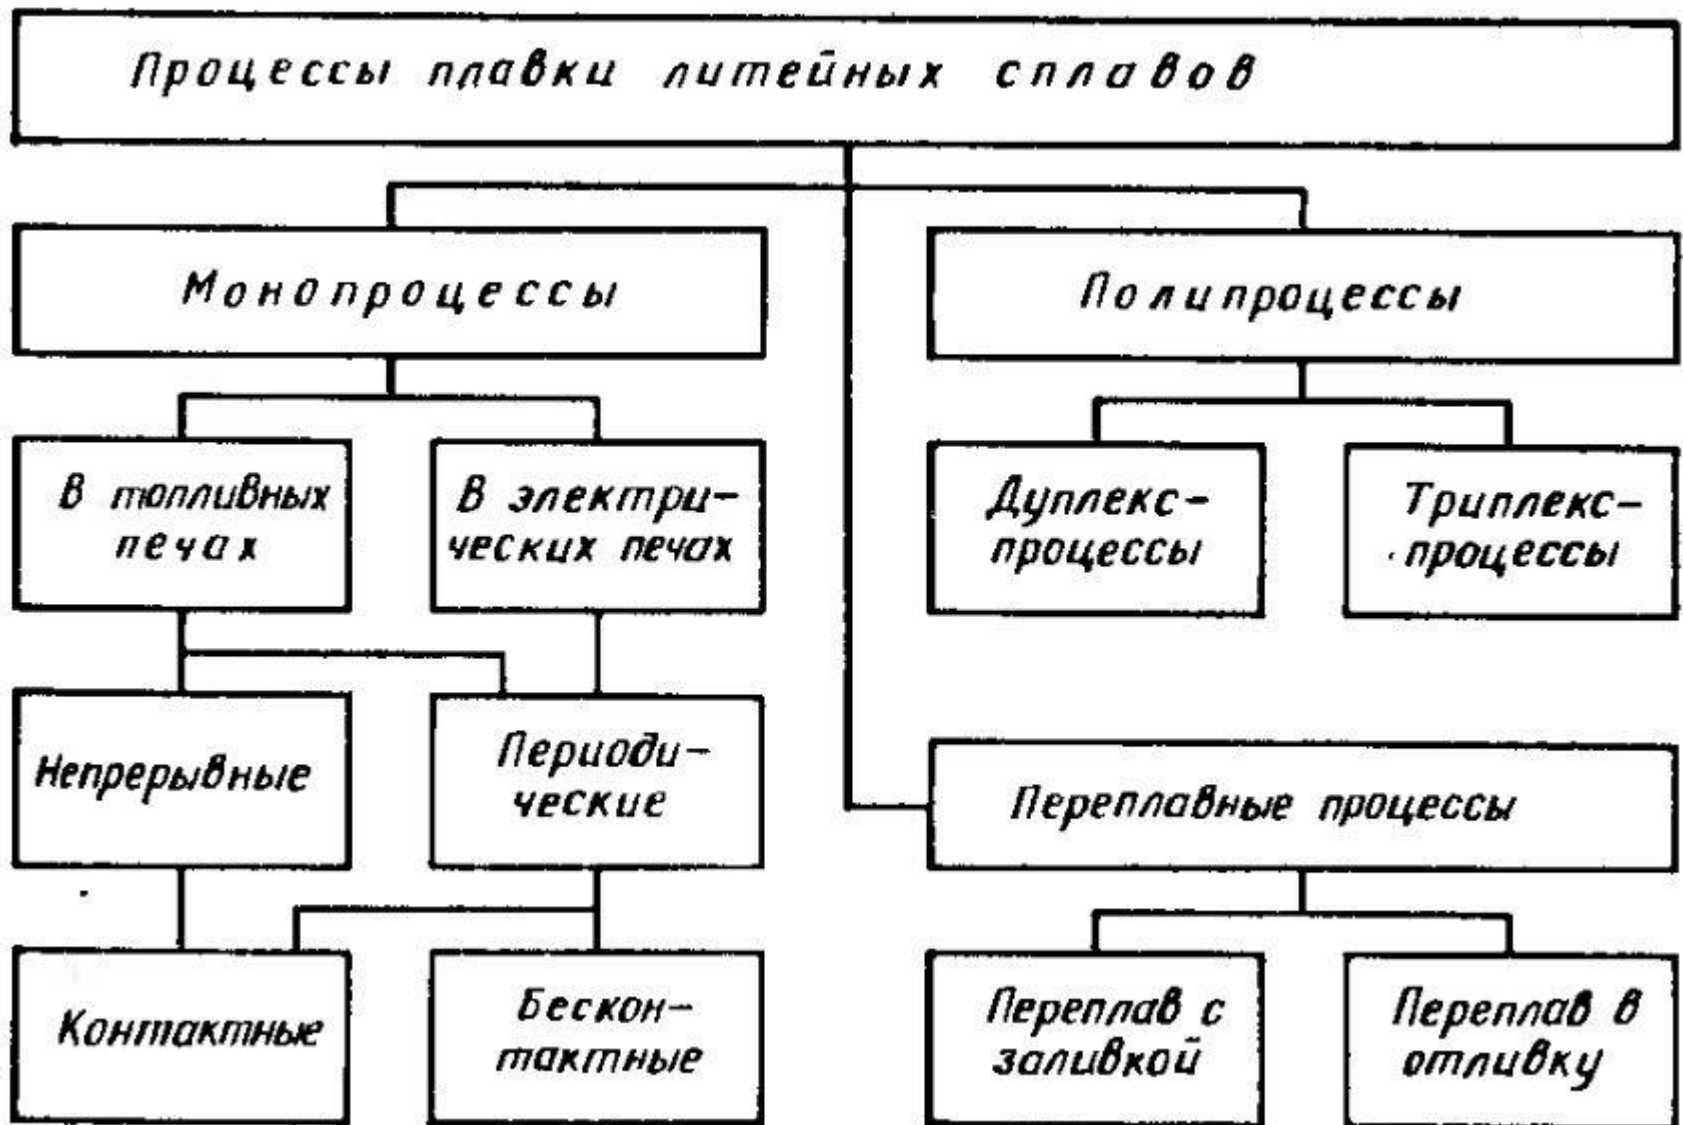 Процессы плавки литейных сплавов
Монопроцессы
Полипроцессы
В топливных
печах
В электри-
ческих печах
Дуплекс-
процессы
Триплекс-
процессы
Непрерывные
Периоди-
ческие
Переплавные процессы
Контактные
Бескон-
тактные
Переплав с
заливкой
Переплав в
отливку